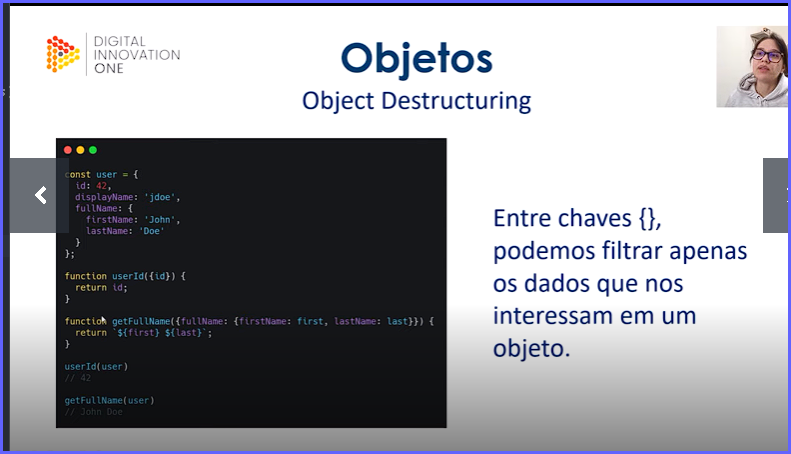 DIGITAL
INNOVATION
ONE
Objetos
Object Destructuring
const user = {
  id: 42,
  displayName: 'jdoe',
  fullName: {
    firstName: 'John',
    lastName: 'Doe'
  }
};
function userId({id}) {
  return id;
}
function getFullName({fullName: {firstName: first, lastName: last}}) {
  return `${first} ${last}`;
}
userId(user)
// 42
getFullName(user)
// John Doe
Entre chaves {},
podemos filtrar apenas
os dados que nos
interessam em um
objeto.